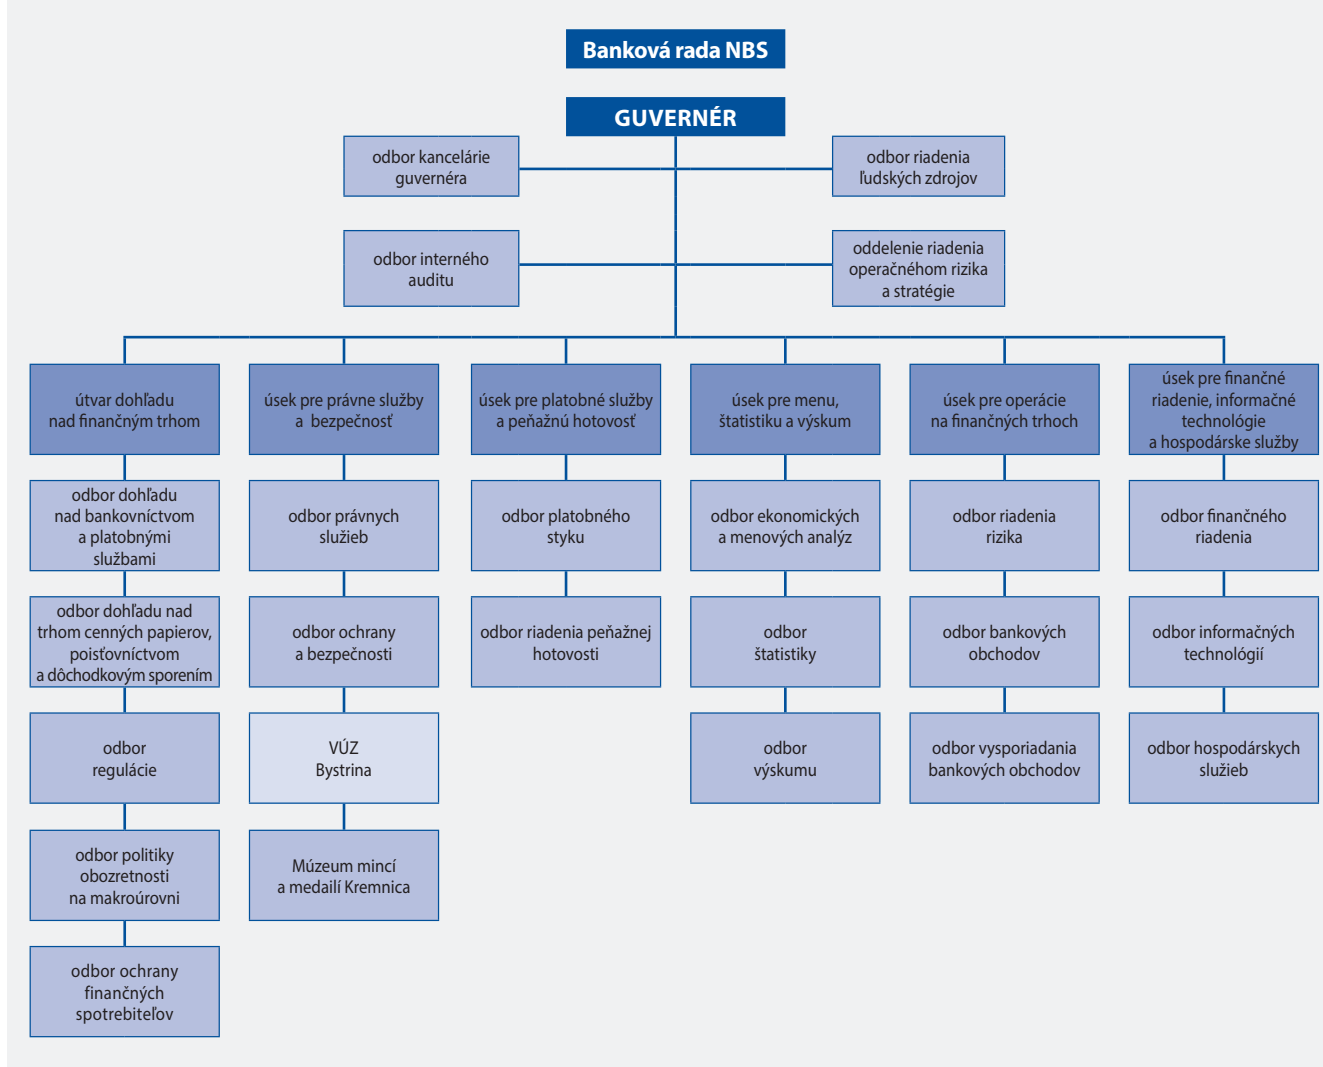 Banková rada NBS
GUVERNÉR
odbor kancelárie
guvernéra
odbor riadenia
ľudských zdrojov
odbor interného
auditu
oddelenie riadenia
operačnéhom rizika
a stratégie
útvar dohľadu
nad finančným trhom
úsek pre právne služby
a bezpečnosť
úsek pre platobné služby
a peňažnú hotovosť
úsek pre menu,
štatistiku a výskum
úsek pre operácie
na finančných trhoch
úsek pre finančné
riadenie, informačné
technológie
a hospodárske služby
odbor dohľadu
nad bankovníctvom
a platobnými
službami
odbor právnych
služieb
odbor platobného
styku
odbor ekonomických
a menových analýz
odbor riadenia
rizika
odbor finančného
riadenia
odbor dohľadu nad
trhom cenných papierov,
poisťovníctvom
a dôchodkovým sporením
odbor ochrany
a bezpečnosti
odbor riadenia peňažnej
hotovosti
odbor
štatistiky
odbor bankových
obchodov
odbor informačných
technológií
odbor
regulácie
VÚZ
Bystrina
odbor
výskumu
odbor vysporiadania
bankových obchodov
odbor hospodárskych
služieb
odbor politiky
obozretnosti
na makroúrovni
Múzeum mincí
a medailí Kremnica
odbor ochrany
finančných
spotrebiteľov